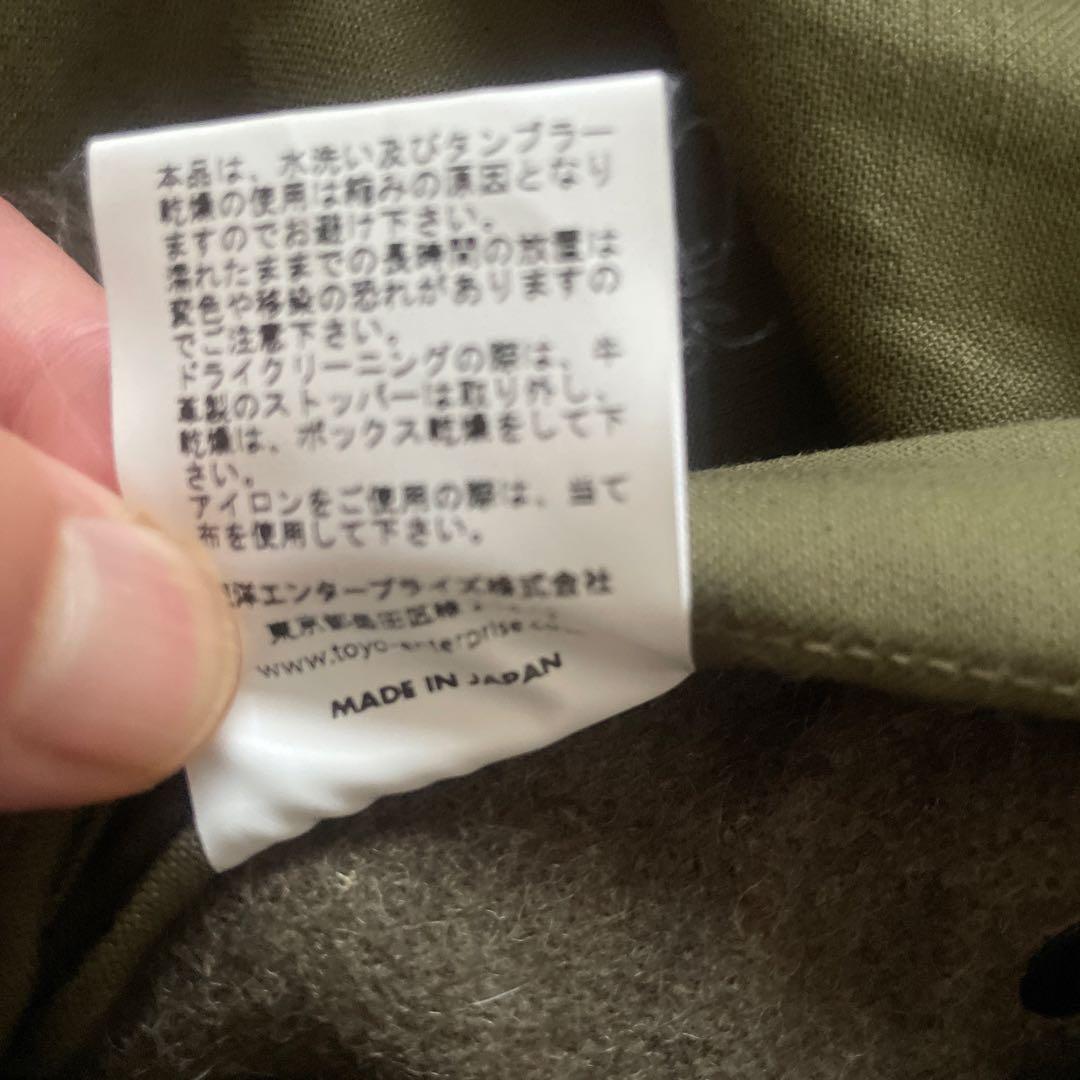 本品は、水洗い及びタンブラー
乾燥の使用は縮みの原因となり
ますのでお避け下さい。
濡れたままでの長時間の放置は
変色や移染の恐れがありますの
でご注意下さい。
ドライクリーニングの際は、牛
革製のストッパーは取り外し、
乾燥は、ボックス乾燥をして下
さい。
アイロンをご使用の際は、当て
布を使用して下さい。
洋エンタープライズ株式会社
東京都墨田区
www.toyo-enterprise.co
MADE IN JAPAN